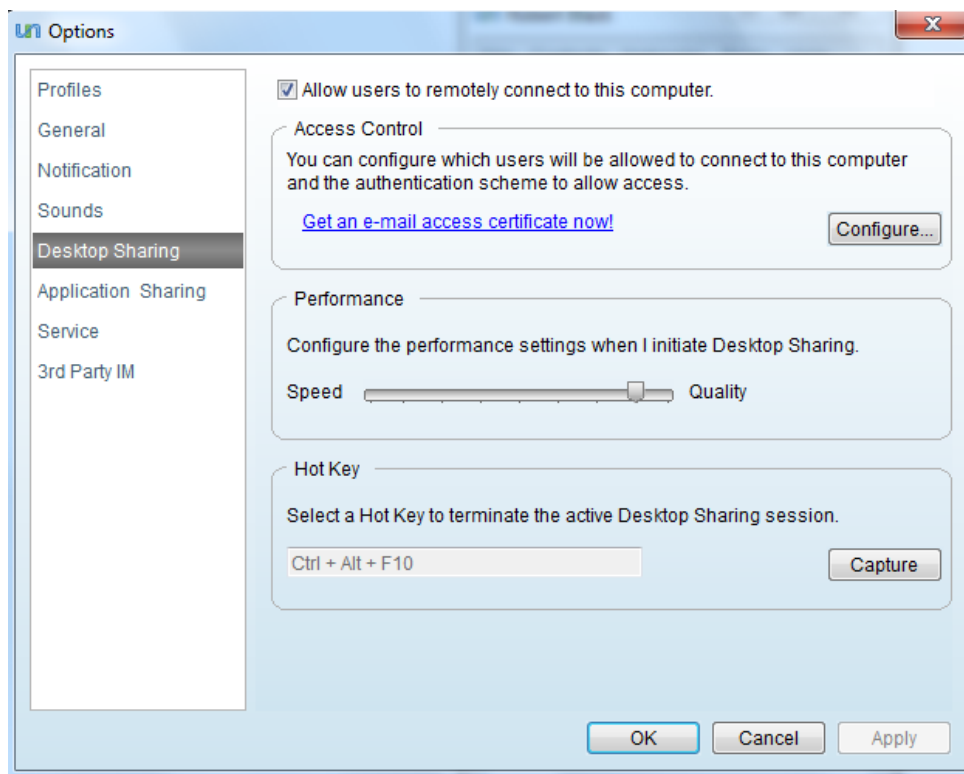 un Options
Profiles
General
Notification
Sounds
Desktop Sharing
Application Sharing
Service
3rd Party IM
Allow users to remotely connect to this computer.
Access Control
You can configure which users will be allowed to connect to this computer
and the authentication scheme to allow access.
Get an e-mail access certificate now!
Configure...
Performance
Configure the performance settings when I initiate Desktop Sharing.
Speed Quality
Hot Key
Select a Hot Key to terminate the active Desktop Sharing session.
Ctrl + Alt + F10
Capture
OK Cancel Apply